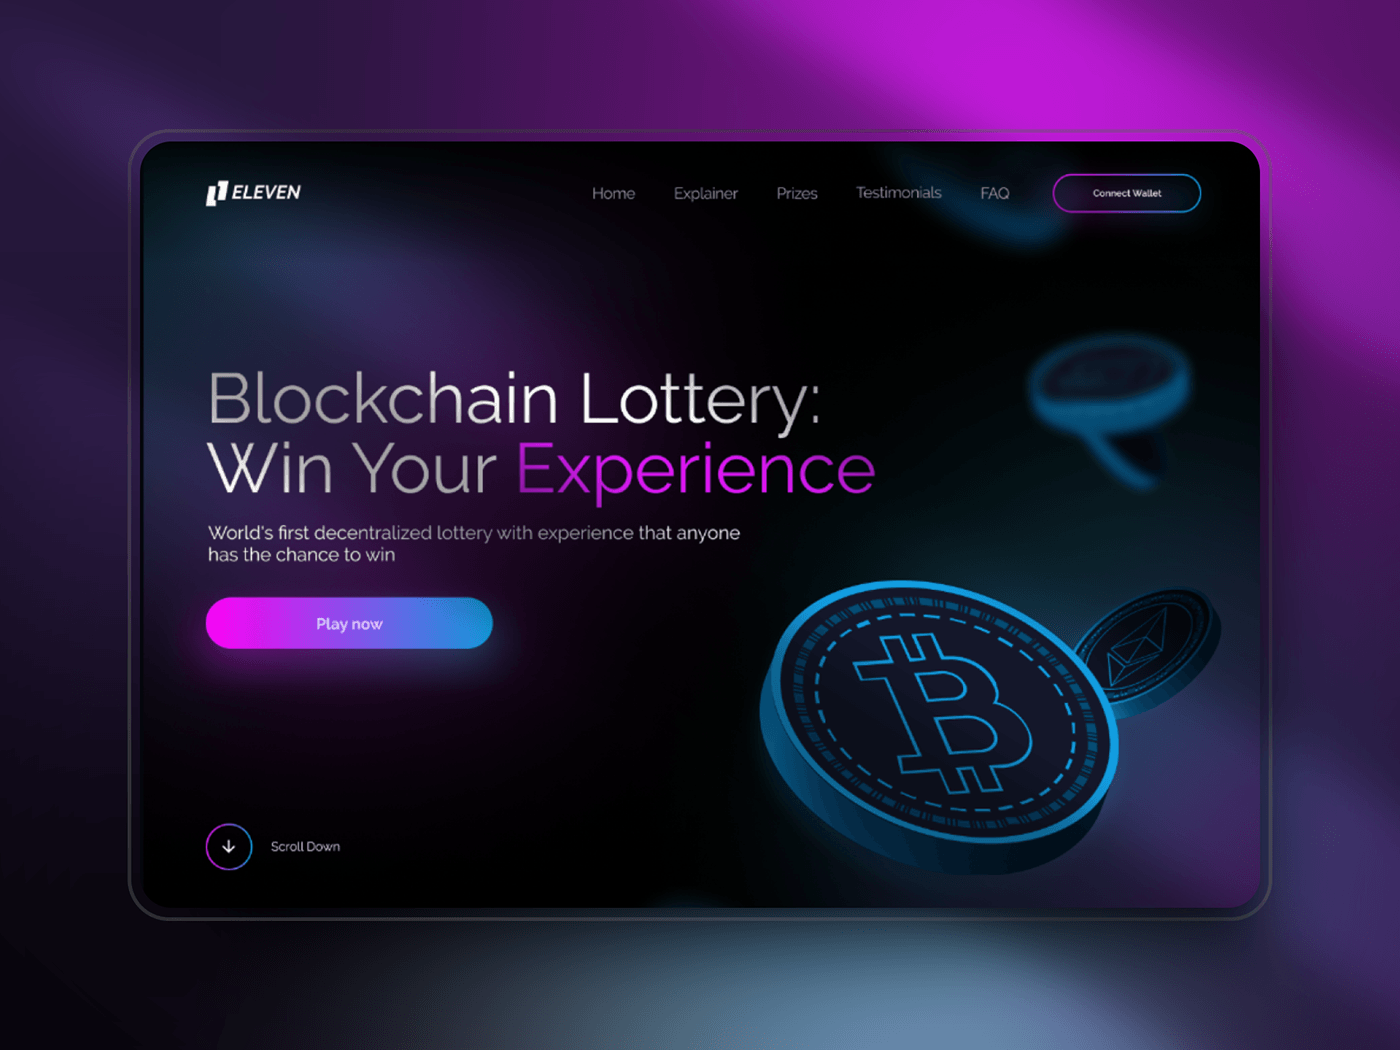 ELEVEN
Home
Explainer
Prizes
Testimonials
FAQ
Connect Wallet
Blockchain Lottery:
Win Your Experience
World's first decentralized lottery with experience that anyone
has the chance to win
Play now
Scroll Down